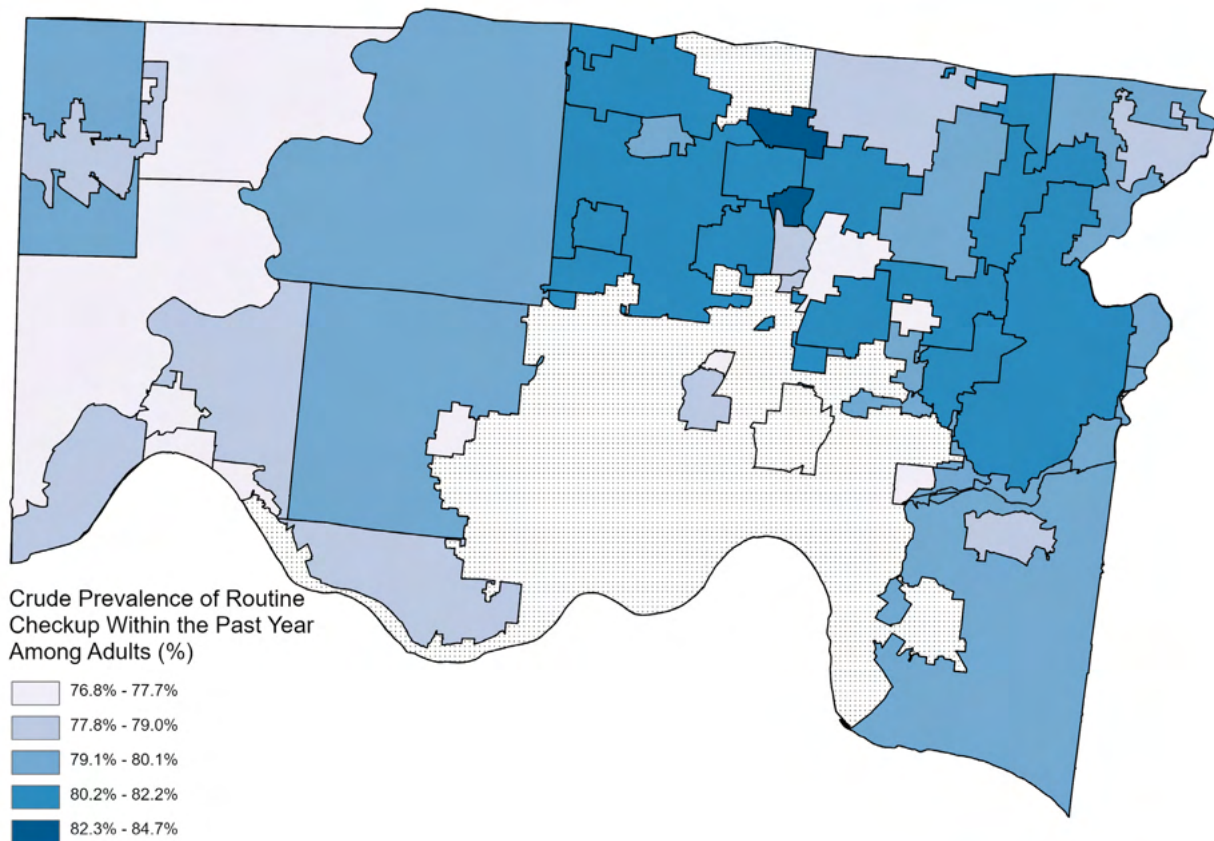 Crude Prevalence of Routine
Checkup Within the Past Year
Among Adults (%)
76.8% - 77.7%
77.8% - 79.0%
79.1% - 80.1%
80.2% - 82.2%
82.3% - 84.7%